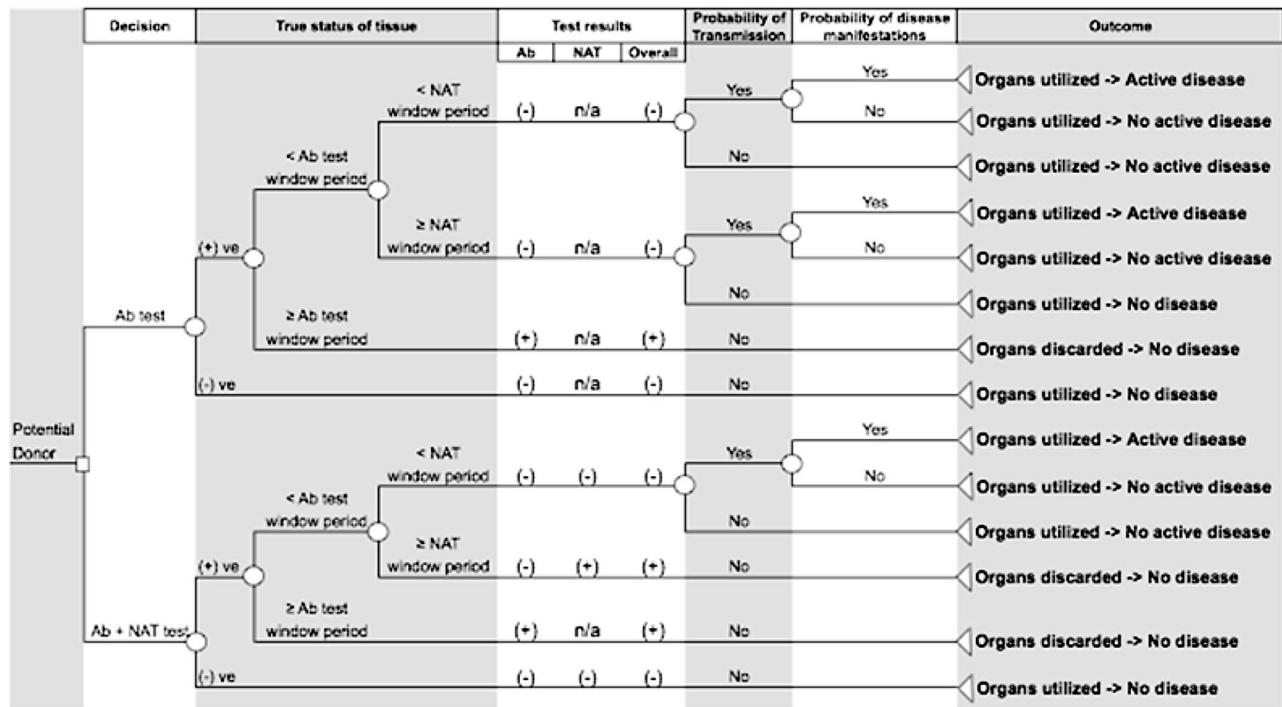 Decision True status of tissue Test results Probability of Transmission Probability of disease manifestations Outcome
Ab NAT Overall
Yes Organs utilized -> Active disease
< NAT window period (-) n/a (-) Yes
No Organs utilized -> No active disease
< Ab test window period
No Organs utilized -> No active disease
Yes Organs utilized -> Active disease
≥ NAT window period (-) n/a (-) Yes
(+) ve No Organs utilized -> No active disease
No Organs utilized -> No disease
Ab test
≥ Ab test window period (+) n/a (+) No Organs discarded -> No disease
(-) ve (-) n/a (-) No Organs utilized -> No disease
Potential Donor
Yes Organs utilized -> Active disease
< NAT window period (-) (-) (-) Yes
No Organs utilized -> No active disease
< Ab test window period
No Organs utilized -> No active disease
(+) ve
≥ NAT window period (-) (+) (+) No Organs discarded -> No disease
Ab + NAT test
≥ Ab test window period (+) n/a (+) No Organs discarded -> No disease
(-) ve (-) (-) (-) No Organs utilized -> No disease